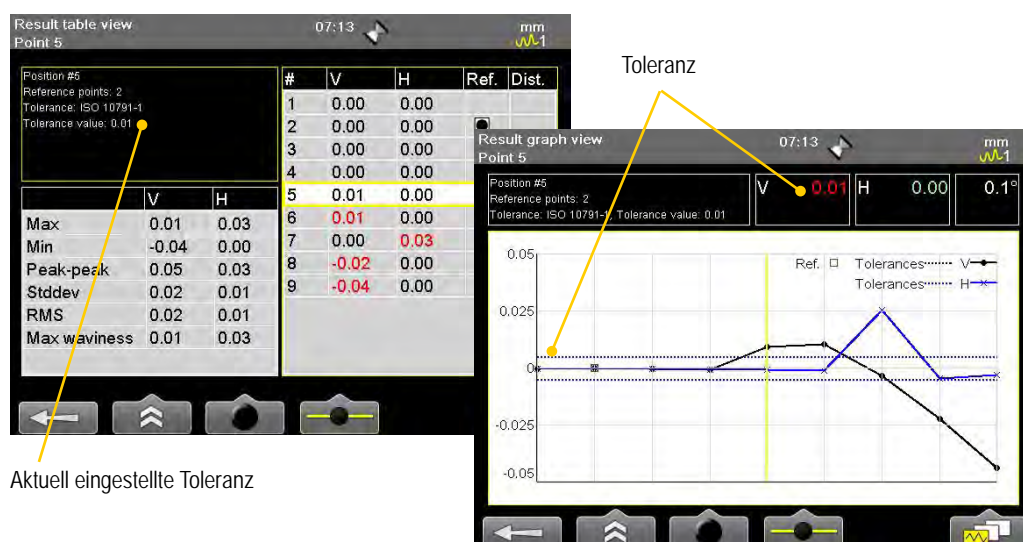 Result table view 07:13 mm
Point 5 1
Position #5
Reference points: 2
Tolerance: ISO 10791-1
Tolerance value: 0.01
V H
Max 0.01 0.03
Min -0.04 0.00
Peak-peak 0.05 0.03
Stddev 0.02 0.01
RMS 0.02 0.01
Max waviness 0.01 0.03
# V H Ref. Dist.
1 0.00 0.00
2 0.00 0.00
3 0.00 0.00
4 0.00 0.00
5 0.01 0.00
6 0.01 0.00
7 0.00 0.03
8 -0.02 0.00
9 -0.04 0.00
Aktuell eingestellte Toleranz
Toleranz
Result graph view 07:13 mm
Point 5 1
Position #5
Reference points: 2
Tolerance: ISO 10791-1, Tolerance value: 0.01
V 0.01 H 0.00 0.1°
Ref. Tolerances V
Tolerances H
0.05
0.025
0
-0.025
-0.05